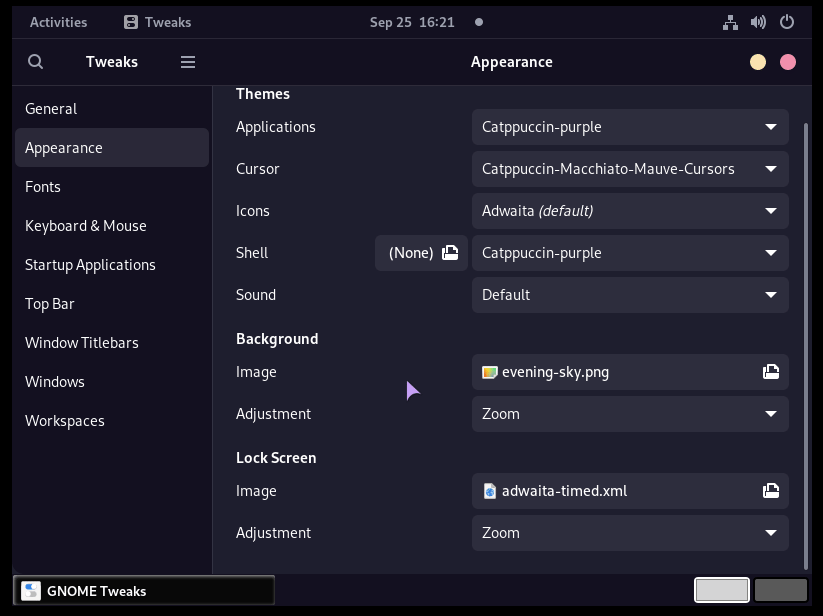 Activities Tweaks Sep 25 16:21
Tweaks Appearance
General
Appearance
Fonts
Keyboard & Mouse
Startup Applications
Top Bar
Window Titlebars
Windows
Workspaces
Themes
Applications Catppuccin-purple
Cursor Catppuccin-Macchiato-Mauve-Cursors
Icons Adwaita (default)
Shell (None) Catppuccin-purple
Sound Default
Background
Image evening-sky.png
Adjustment Zoom
Lock Screen
Image adwaita-timed.xml
Adjustment Zoom
GNOME Tweaks